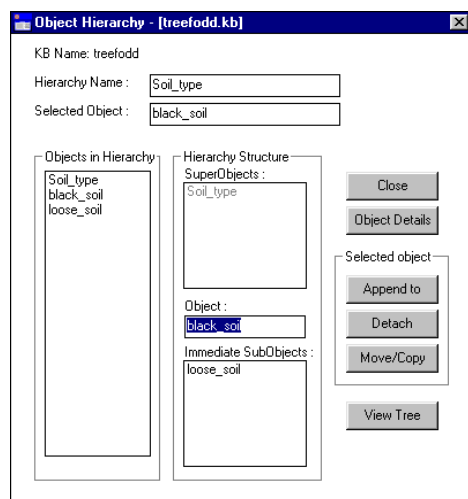 Object Hierarchy - [treefodd.kb]
KB Name: treefodd
Hierarchy Name : Soil_type
Selected Object : black_soil
Objects in Hierarchy
Soil_type
black_soil
loose_soil
Hierarchy Structure
SuperObjects :
Soil_type
Object :
black_soil
Immediate SubObjects :
loose_soil
Close
Object Details
Selected object
Append to
Detach
Move/Copy
View Tree